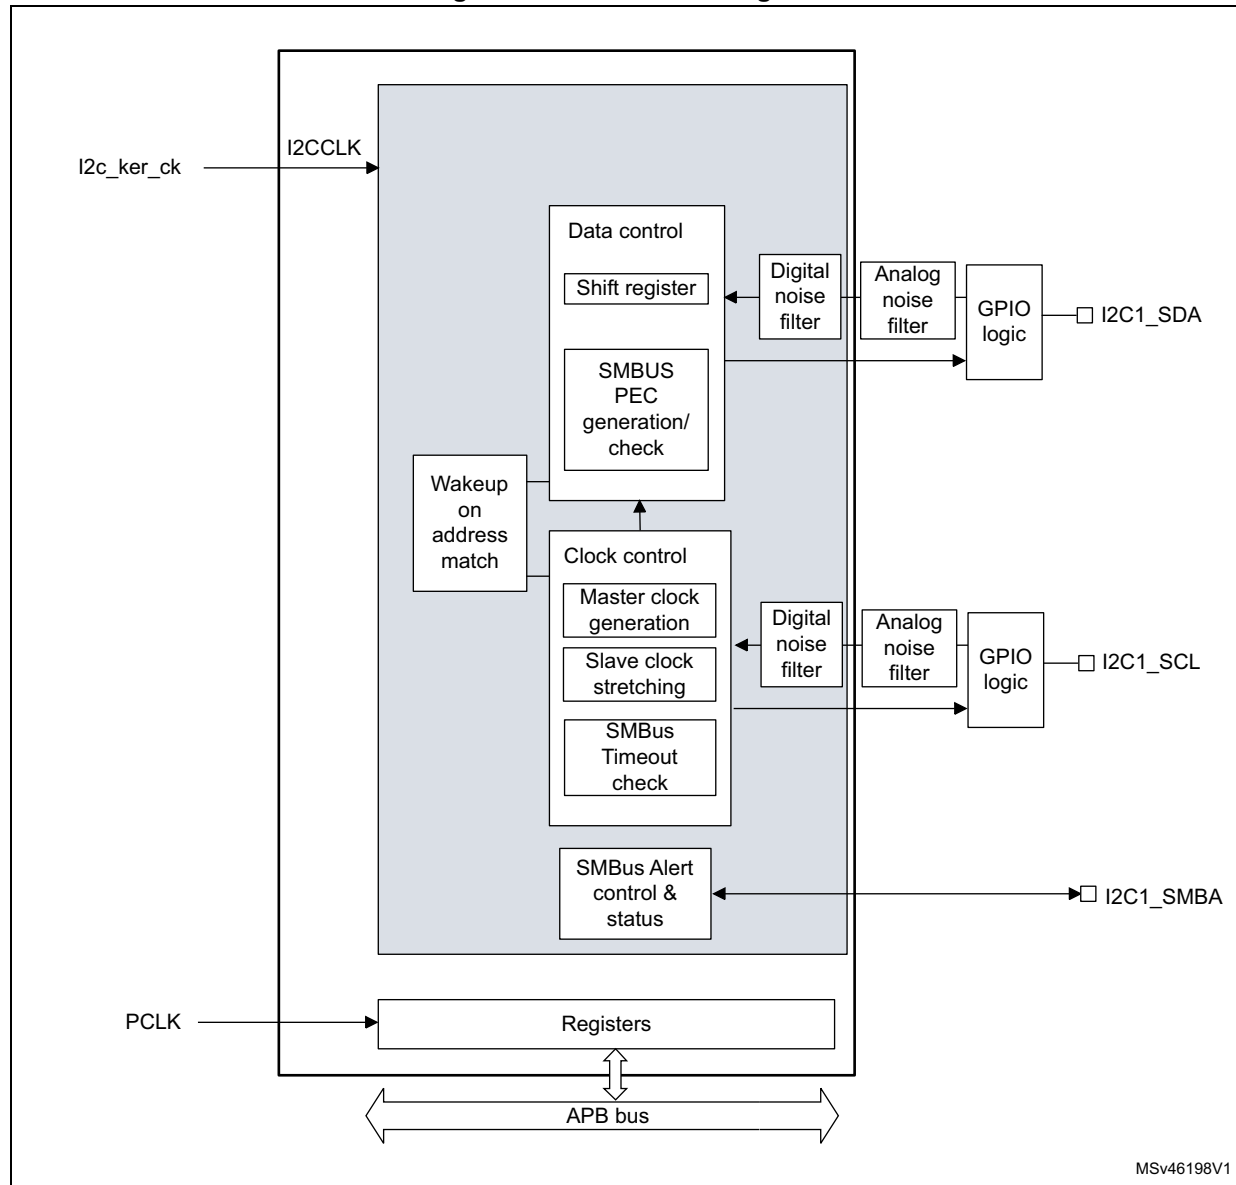 I2CCLK
I2c_ker_ck
Data control
Shift register
SMBUS
PEC
generation/
check
Digital
noise
filter
Analog
noise
filter
GPIO
logic
I2C1_SDA
Wakeup
on
address
match
Clock control
Master clock
generation
Slave clock
stretching
SMBus
Timeout
check
Digital
noise
filter
Analog
noise
filter
GPIO
logic
I2C1_SCL
SMBus Alert
control &
status
I2C1_SMBA
PCLK
Registers
APB bus
MSv46198V1